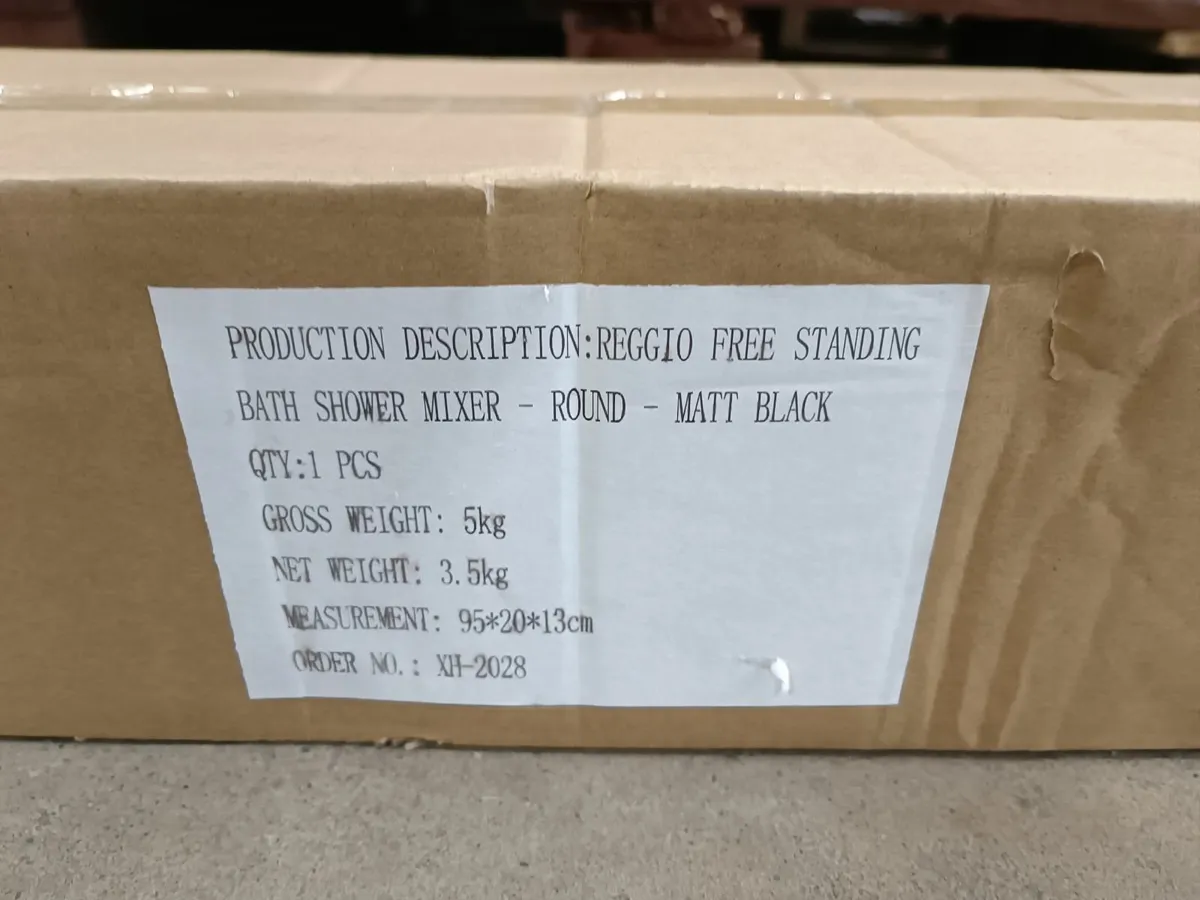 PRODUCTION DESCRIPTION:REGGIO FREE STANDING
BATH SHOWER MIXER - ROUND - MATT BLACK
QTY:1 PCS
GROSS WEIGHT: 5kg
NET WEIGHT: 3.5kg
MEASUREMENT: 95*20*13cm
ORDER NO.: XH-2028